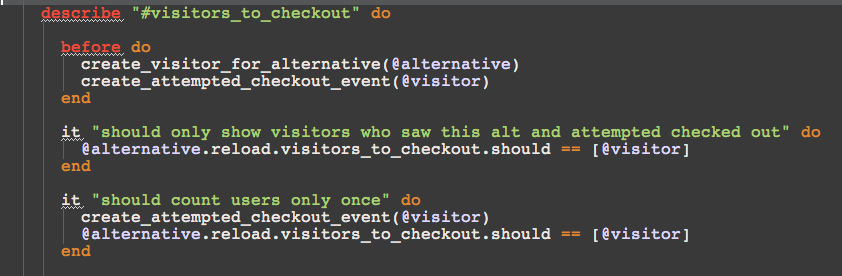 describe "#visitors_to_checkout" do
before do
create_visitor_for_alternative(@alternative)
create_attempted_checkout_event(@visitor)
end
it "should only show visitors who saw this alt and attempted checked out" do
@alternative.reload.visitors_to_checkout.should == [@visitor]
end
it "should count users only once" do
create_attempted_checkout_event(@visitor)
@alternative.reload.visitors_to_checkout.should == [@visitor]
end